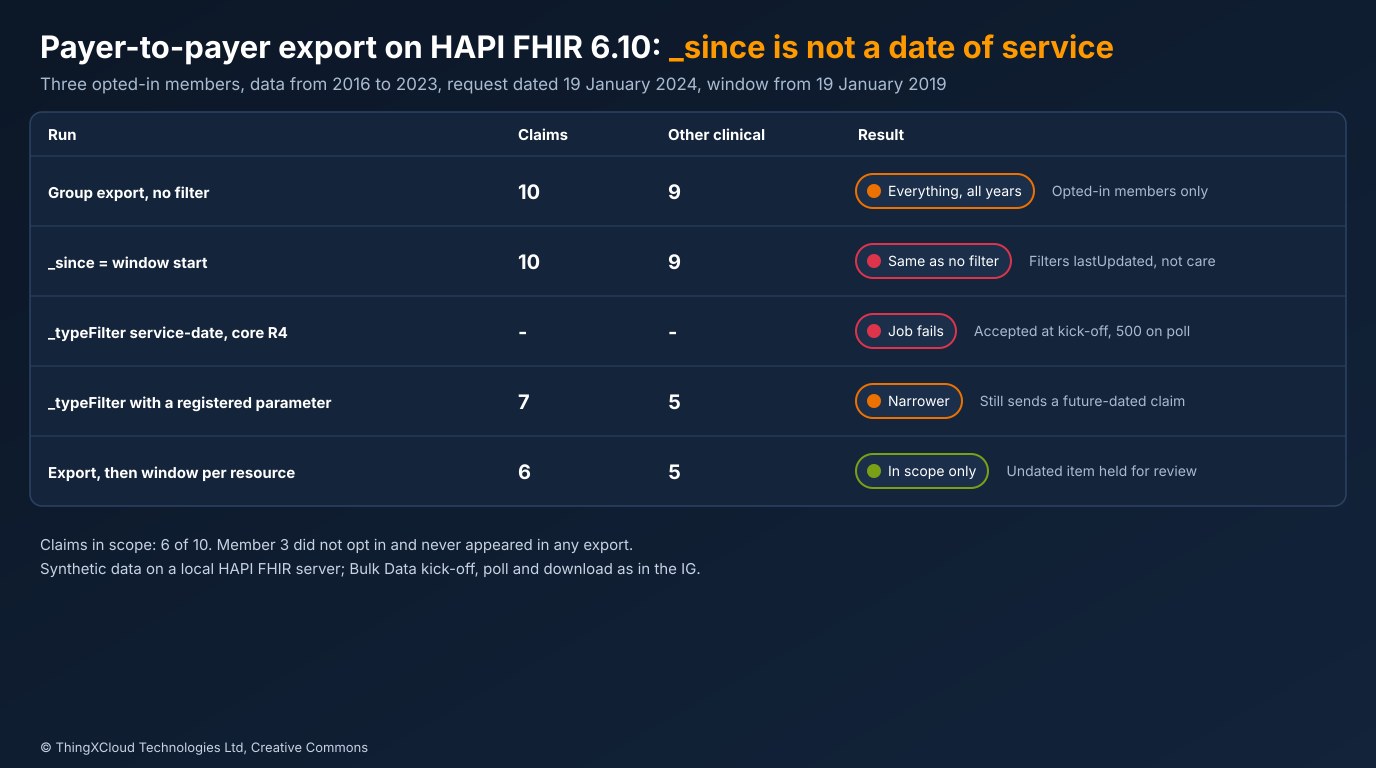 Payer-to-payer export on HAPI FHIR 6.10: _since is not a date of service
Three opted-in members, data from 2016 to 2023, request dated 19 January 2024, window from 19 January 2019
Run Claims Other clinical Result
Group export, no filter 10 9 Everything, all years Opted-in members only
_since = window start 10 9 Same as no filter Filters lastUpdated, not care
_typeFilter service-date, core R4 - - Job fails Accepted at kick-off, 500 on poll
_typeFilter with a registered parameter 7 5 Narrower Still sends a future-dated claim
Export, then window per resource 6 5 In scope only Undated item held for review
Claims in scope: 6 of 10. Member 3 did not opt in and never appeared in any export.
Synthetic data on a local HAPI FHIR server; Bulk Data kick-off, poll and download as in the IG.
© ThingXCloud Technologies Ltd, Creative Commons